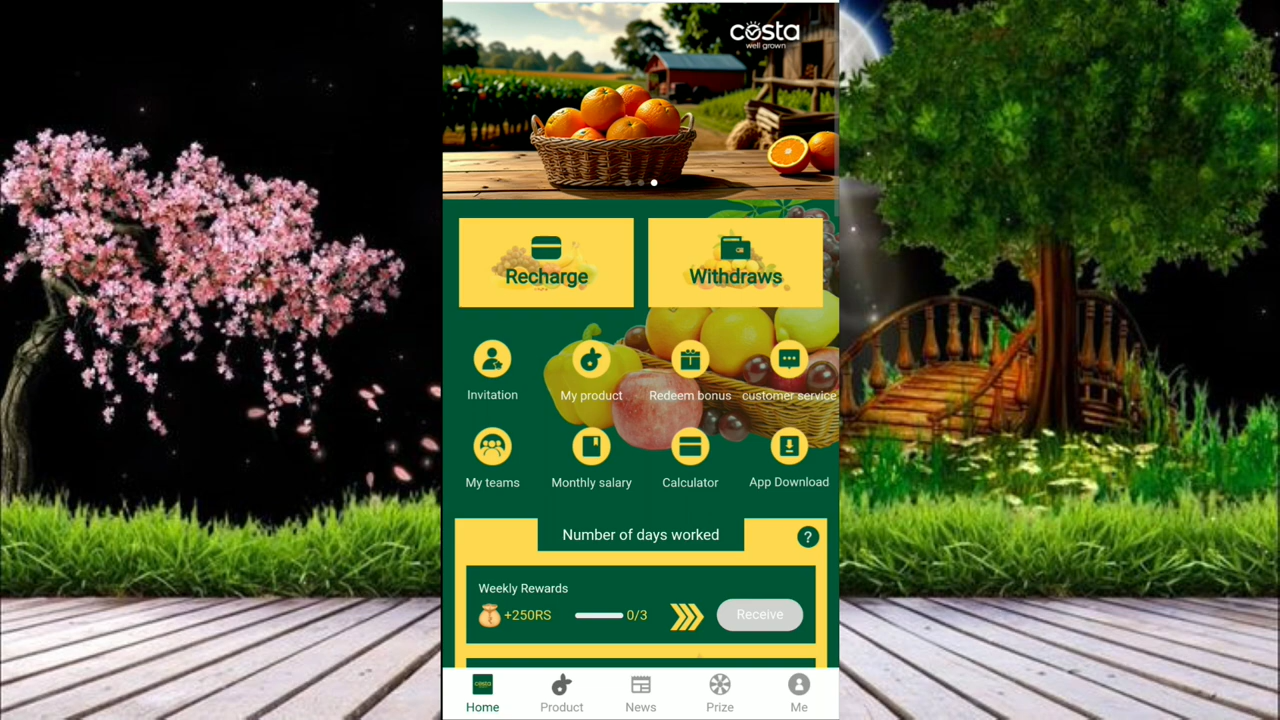 costa
well grown
Recharge
Withdraws
Invitation
My product
Redeem bonus
customer service
My teams
Monthly salary
Calculator
App Download
Number of days worked
?
Weekly Rewards
+250RS
0/3
Receive
costa
Home
Product
News
Prize
Me